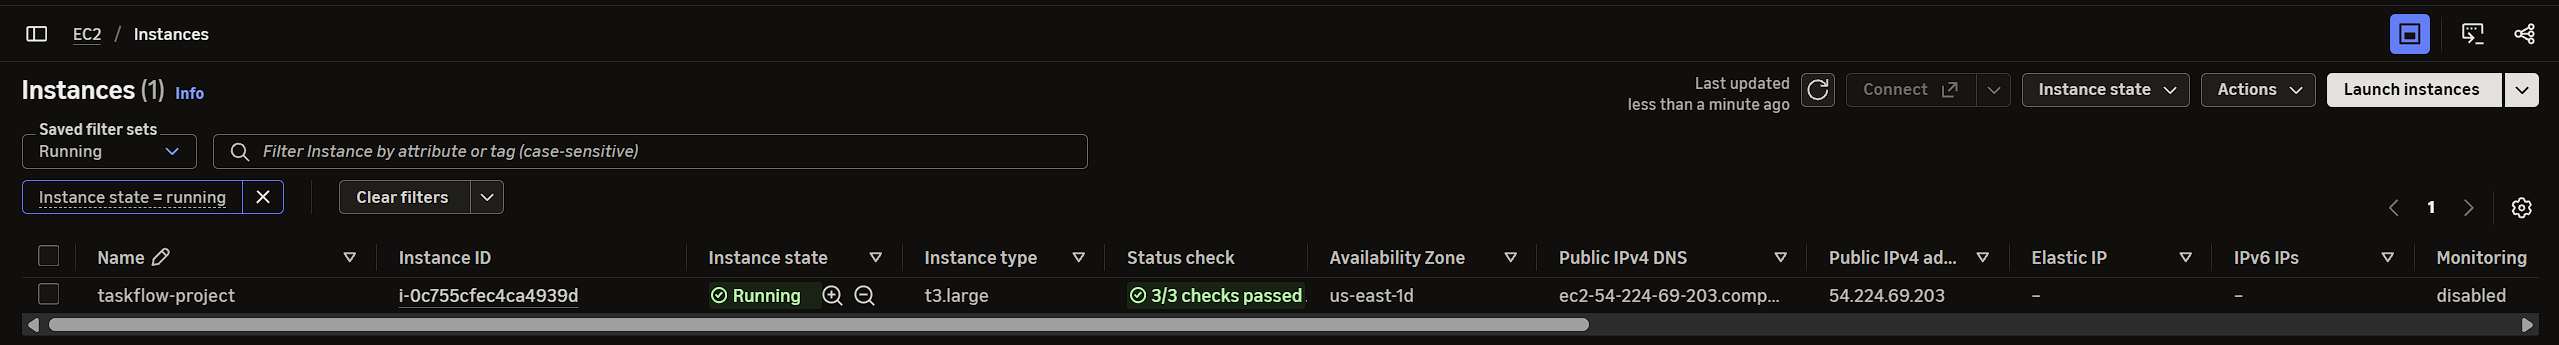 EC2 / Instances
Instances (1) Info
Last updated
less than a minute ago
Connect
Instance state
Actions
Launch instances
Saved filter sets
Running
Filter Instance by attribute or tag (case-sensitive)
Instance state = running
Clear filters
1
Name Instance ID Instance state Instance type Status check Availability Zone Public IPv4 DNS Public IPv4 ad... Elastic IP IPv6 IPs Monitoring
taskflow-project i-0c755cfec4ca4939d Running t3.large 3/3 checks passed us-east-1d ec2-54-224-69-203.comp... 54.224.69.203 – – disabled